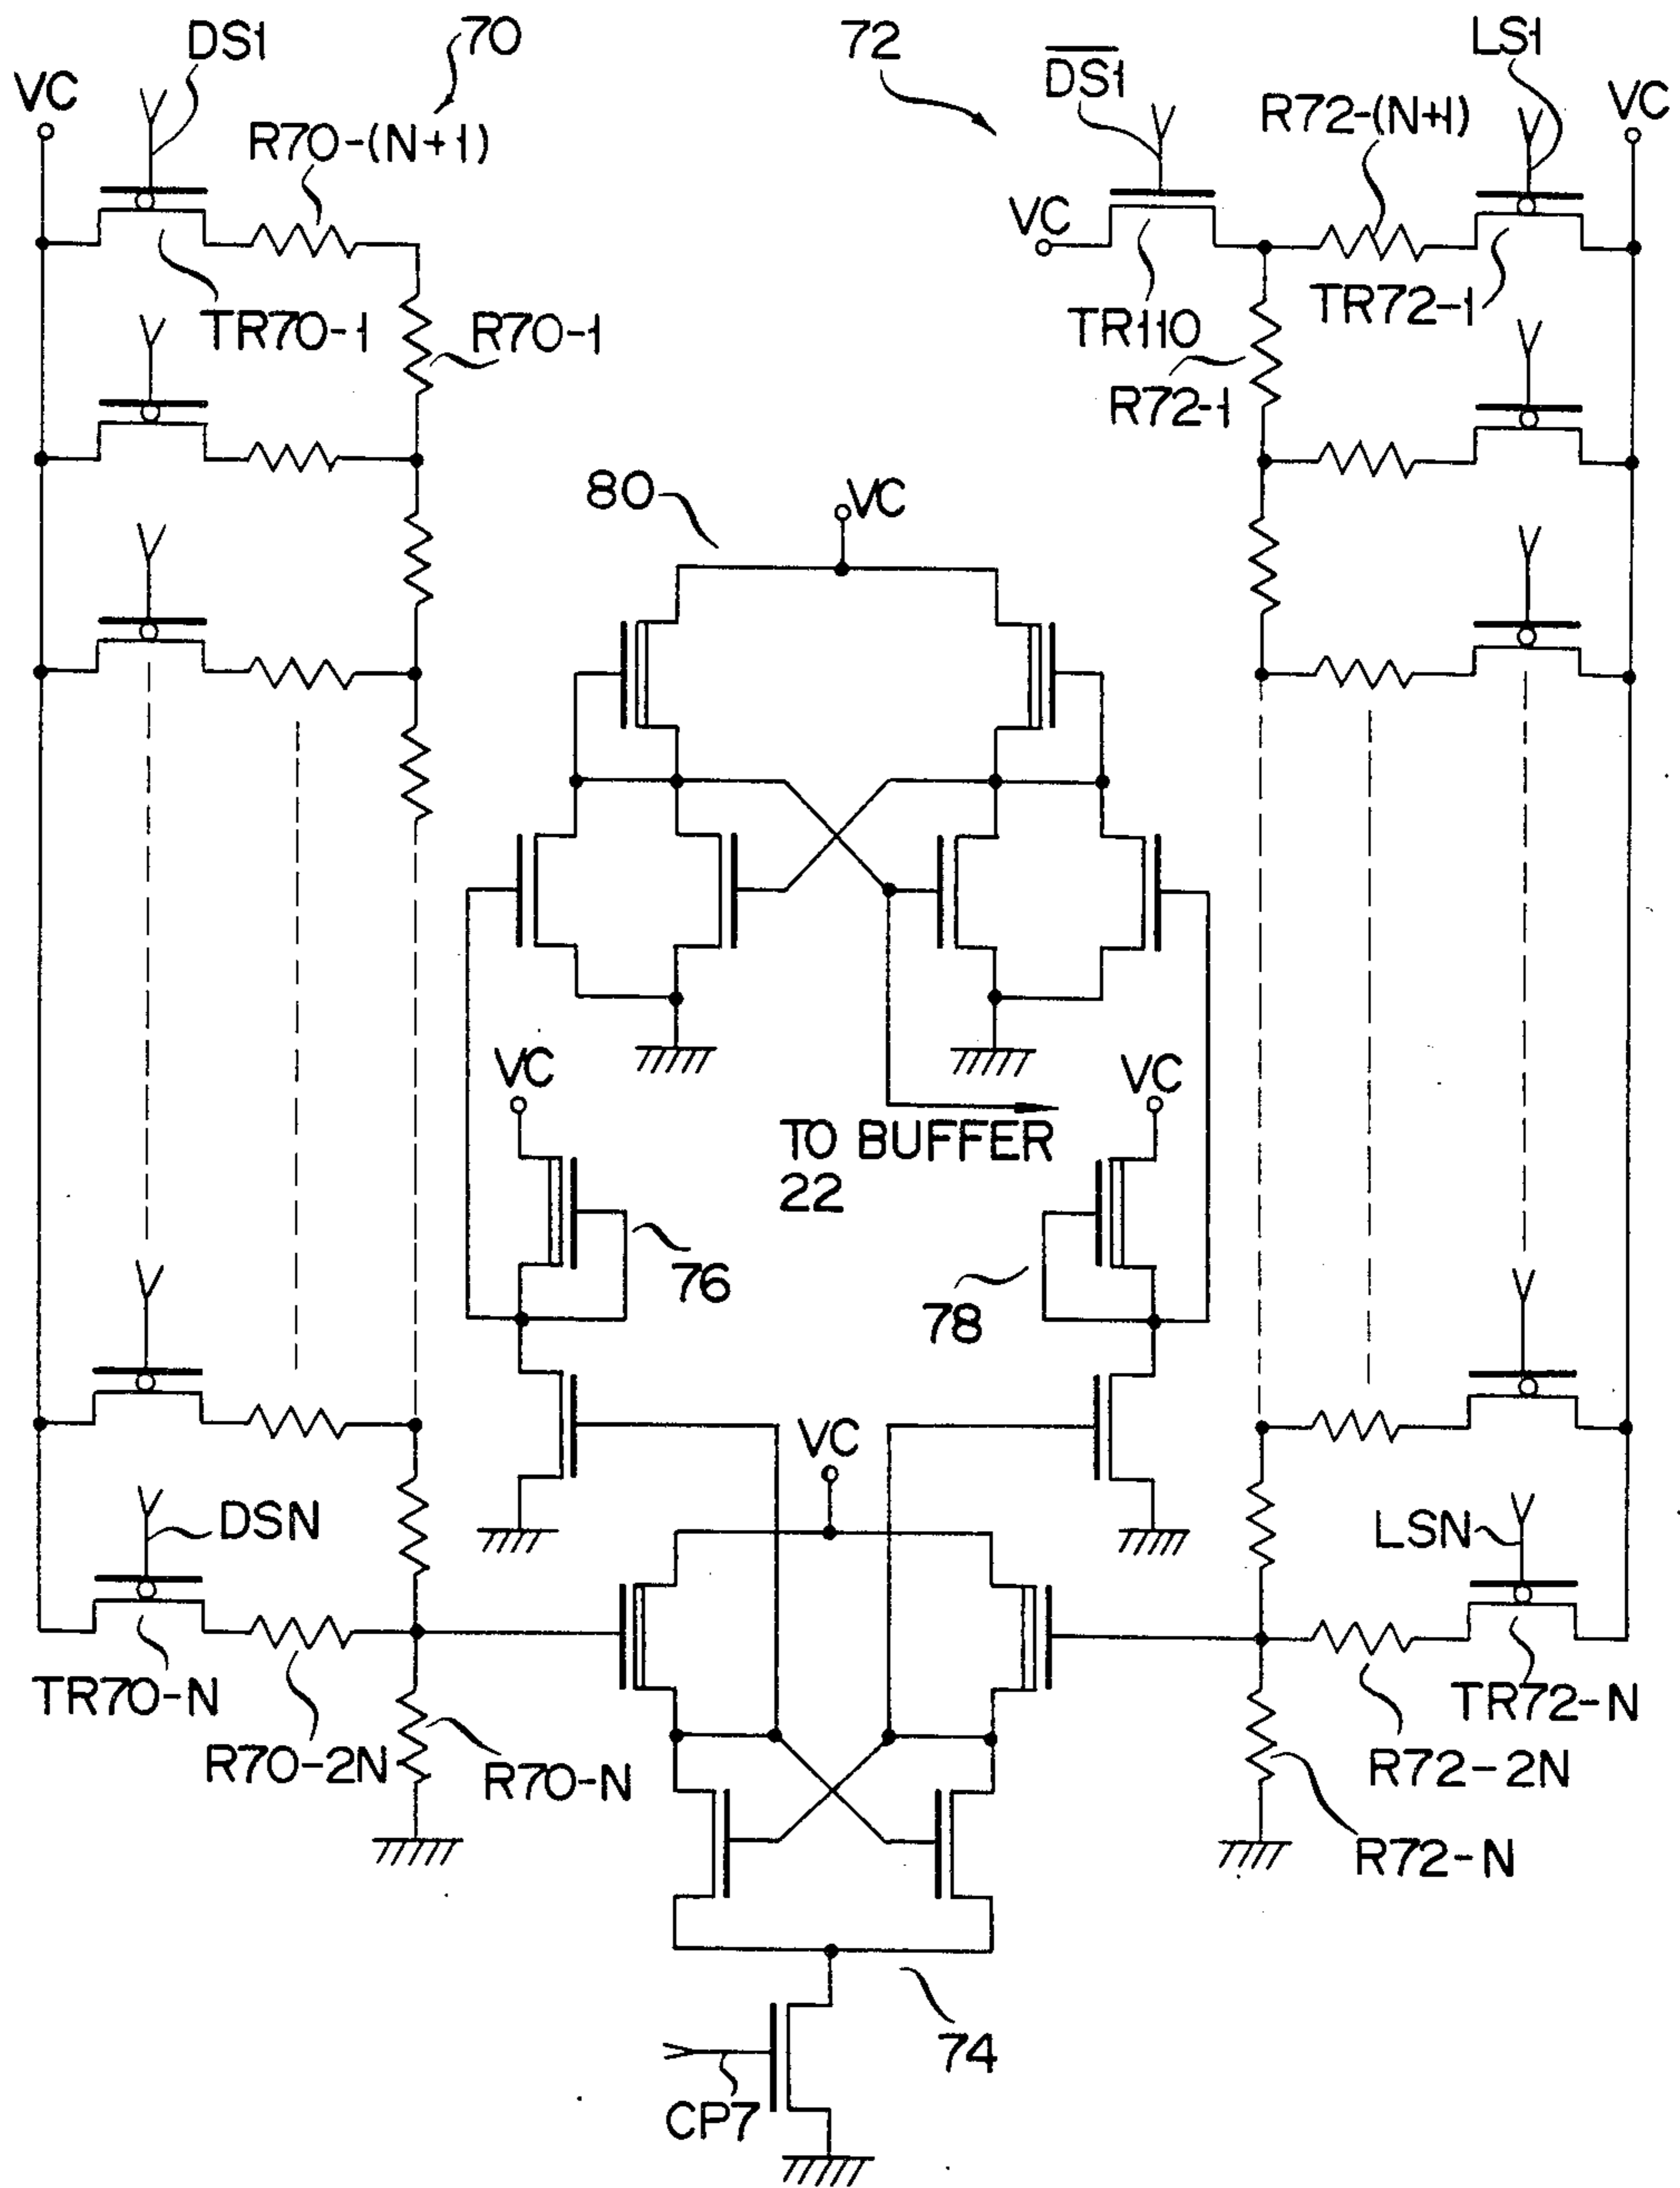 DS1
70
72
D̅S̅1̅
LS1
VC
R70-(N+1)
R72-(N+1)
VC
VC
TR70-1
R70-1
TR110
TR72-1
R72-1
80
VC
VC
VC
TO BUFFER
22
76
78
VC
DSN
LSN
TR70-N
TR72-N
R70-2N
R70-N
R72-2N
R72-N
74
CP7